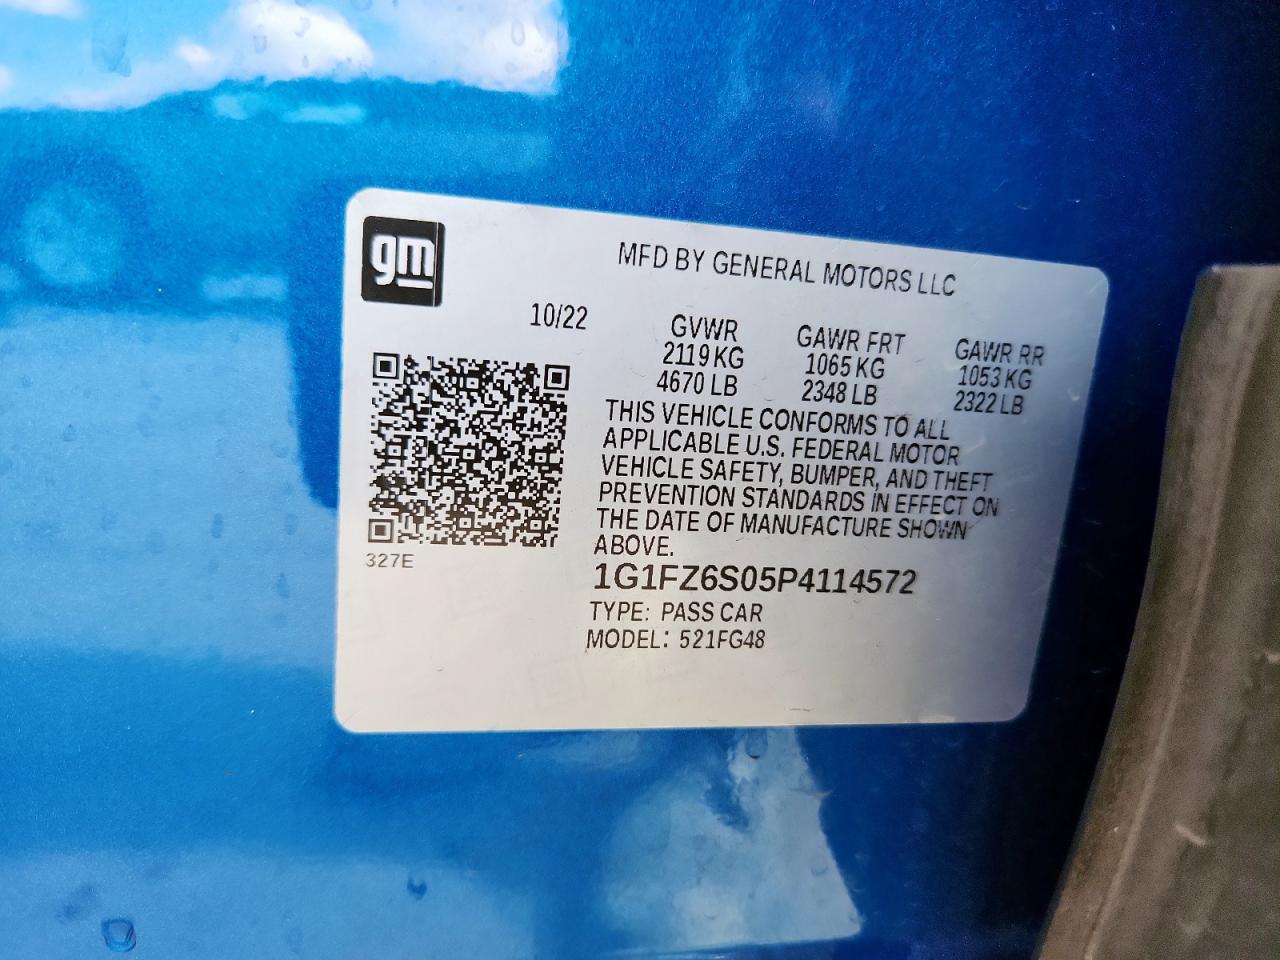 gm
MFD BY GENERAL MOTORS LLC
10/22
GVWR
2119 KG
4670 LB
GAWR FRT
1065 KG
2348 LB
GAWR RR
1053 KG
2322 LB
THIS VEHICLE CONFORMS TO ALL
APPLICABLE U.S. FEDERAL MOTOR
VEHICLE SAFETY, BUMPER, AND THEFT
PREVENTION STANDARDS IN EFFECT ON
THE DATE OF MANUFACTURE SHOWN
ABOVE.
327E
1G1FZ6S05P4114572
TYPE: PASS CAR
MODEL: 521FG48